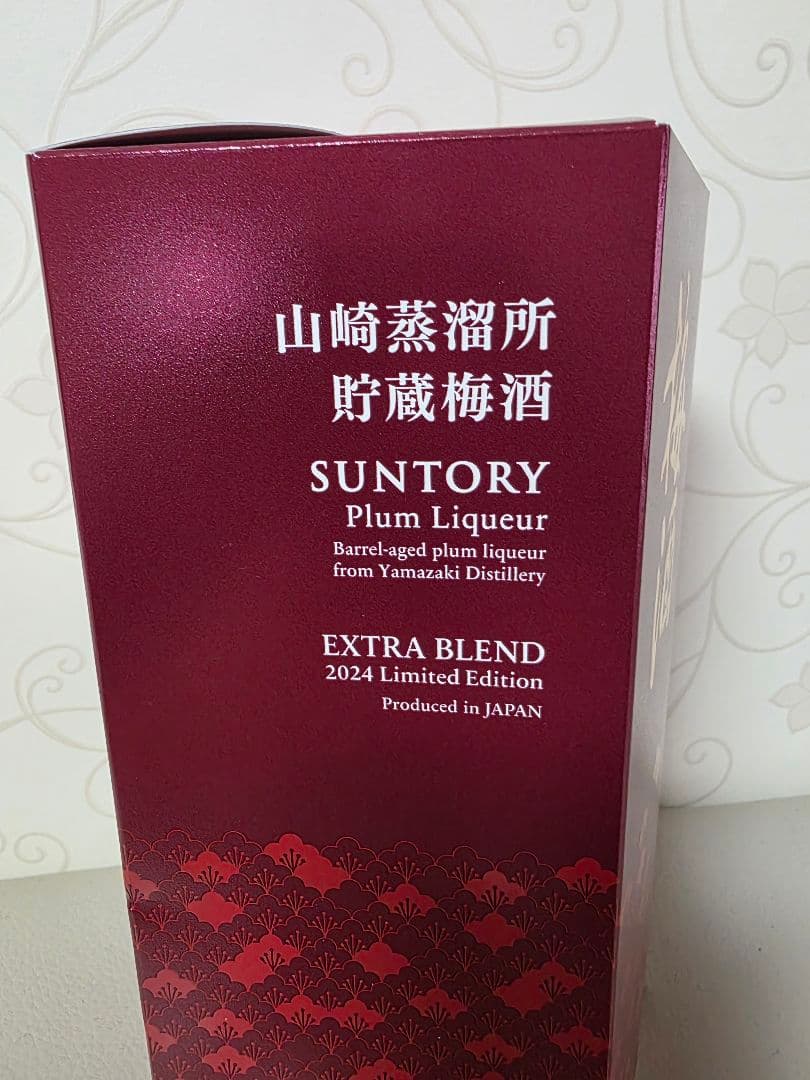 山崎蒸溜所
貯蔵梅酒
SUNTORY
Plum Liqueur
Barrel-aged plum liqueur
from Yamazaki Distillery
EXTRA BLEND
2024 Limited Edition
Produced in JAPAN